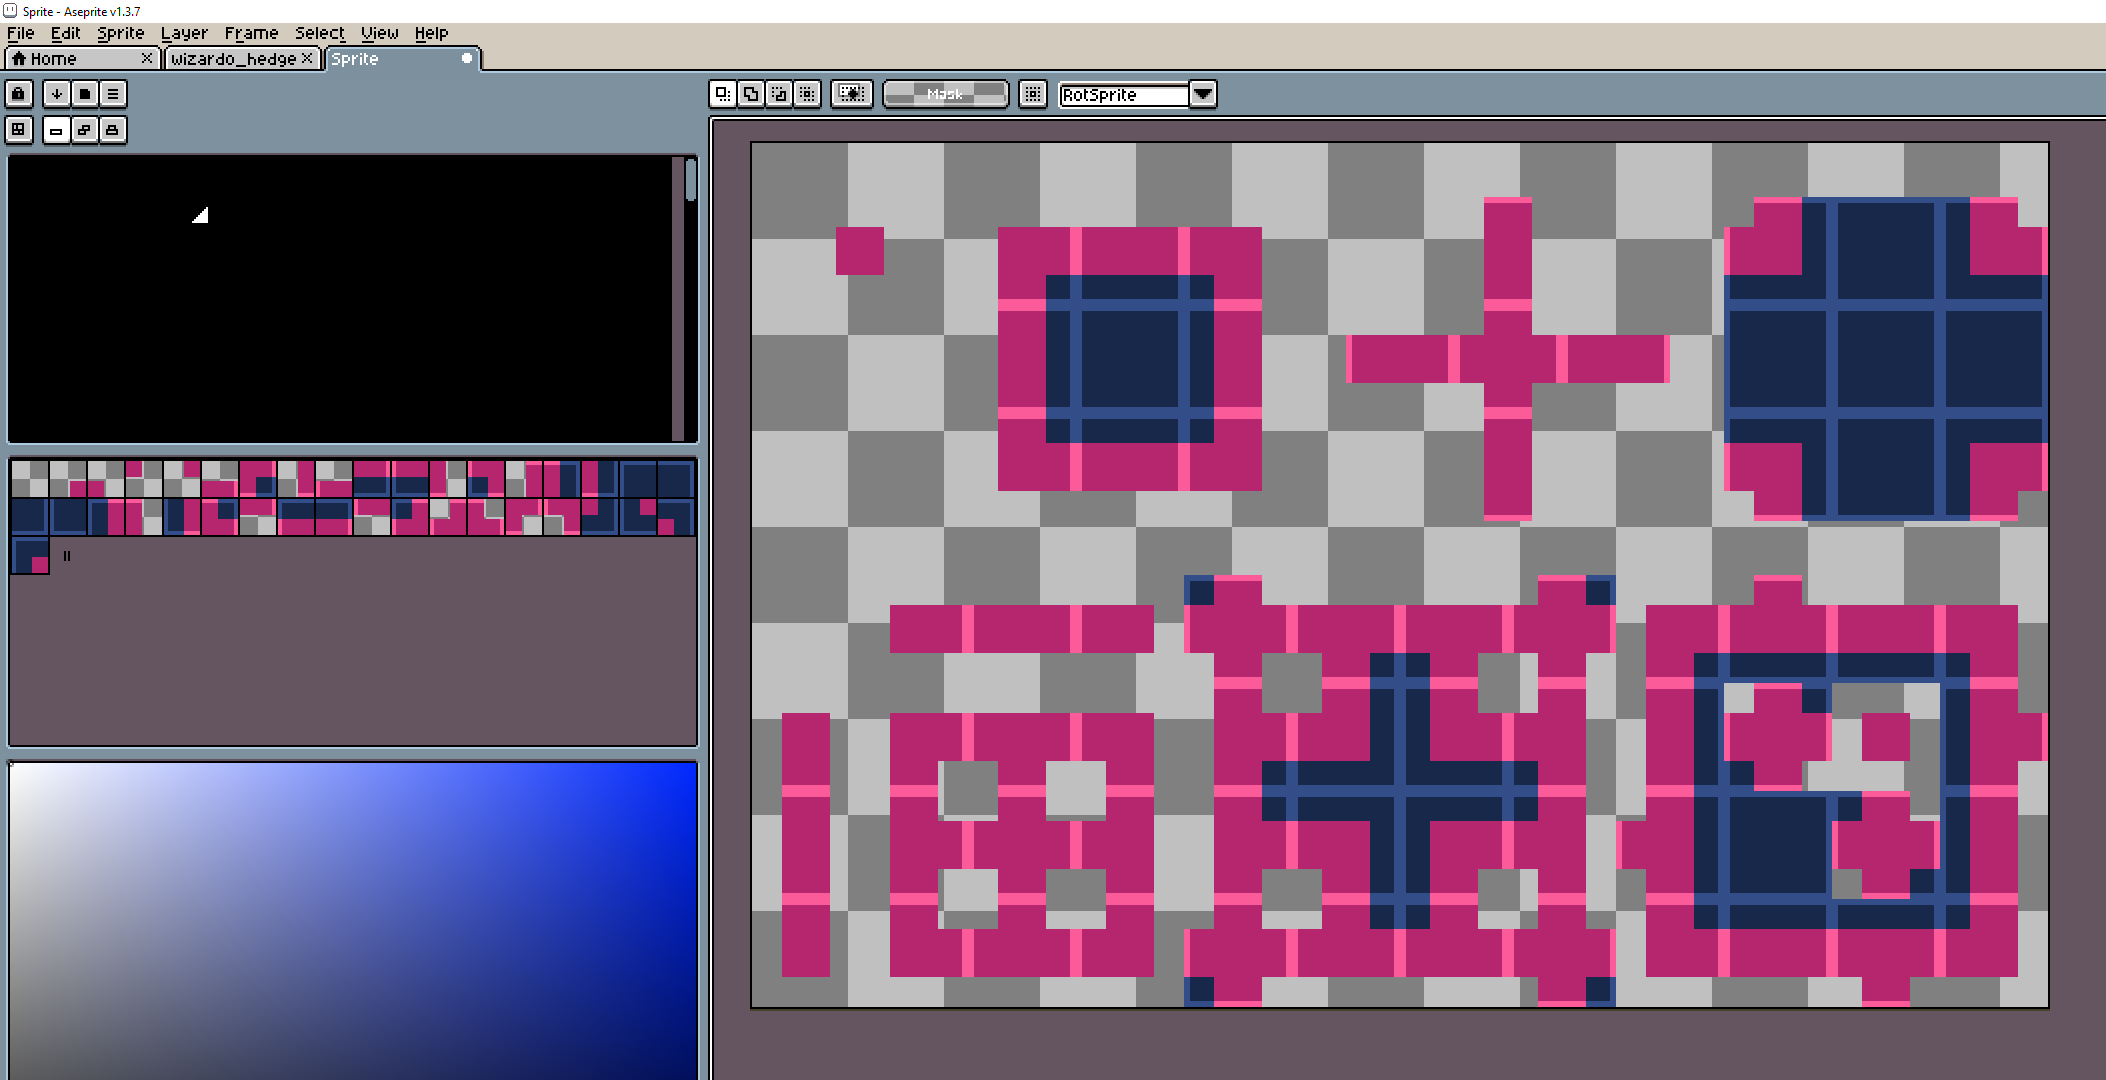 Sprite - Aseprite v1.3.7
File Edit Sprite Layer Frame Select View Help
Home wizardo_hedge Sprite
Mask RotSprite